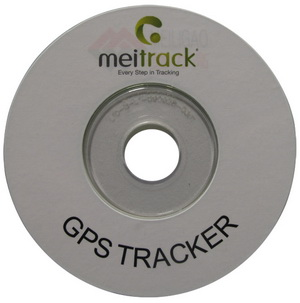 meitrack®
Every Step in Tracking
GPS TRACKER